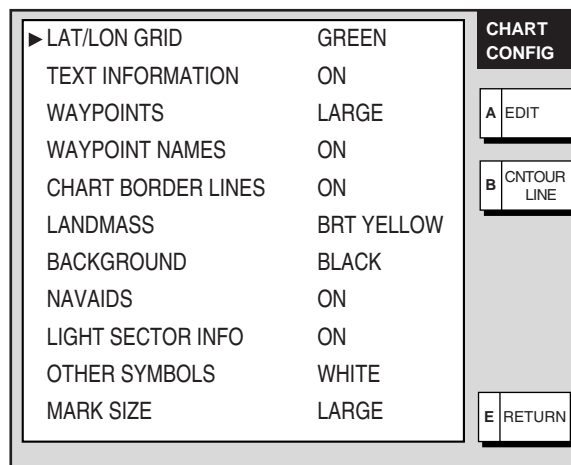 ►LAT/LON GRID GREEN
TEXT INFORMATION ON
WAYPOINTS LARGE
WAYPOINT NAMES ON
CHART BORDER LINES ON
LANDMASS BRT YELLOW
BACKGROUND BLACK
NAVAIDS ON
LIGHT SECTOR INFO ON
OTHER SYMBOLS WHITE
MARK SIZE LARGE
CHART
CONFIG
A EDIT
B CNTOUR
LINE
E RETURN